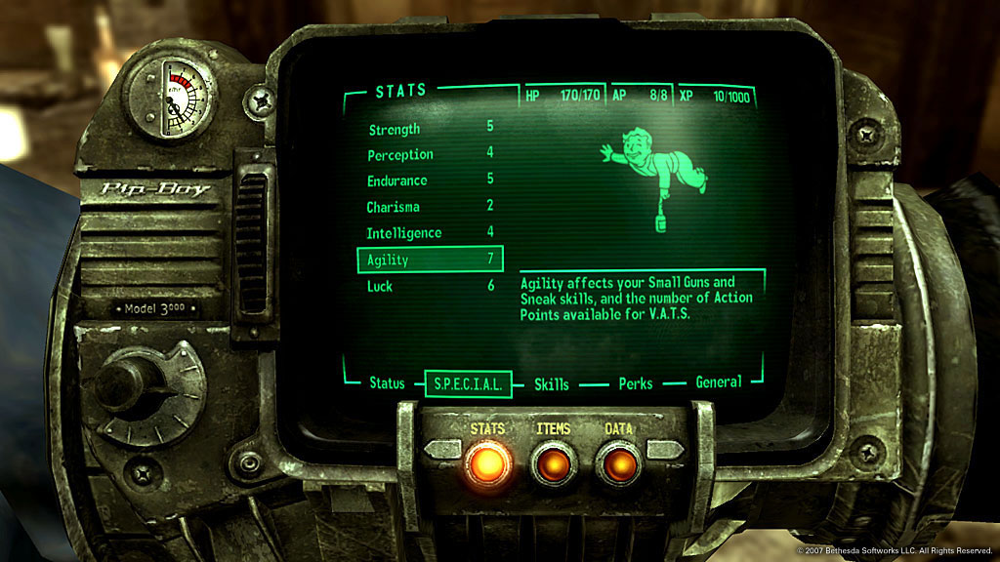 STATS
HP 170/170 AP 8/8 XP 10/1000
Strength 5
Perception 4
Endurance 5
Charisma 2
Intelligence 4
Agility 7
Luck 6
Agility affects your Small Guns and
Sneak skills, and the number of Action
Points available for V.A.T.S.
Status S.P.E.C.I.A.L. Skills Perks General
Pip-Boy
Model 3000
STATS ITEMS DATA
© 2007 Bethesda Softworks LLC. All Rights Reserved.